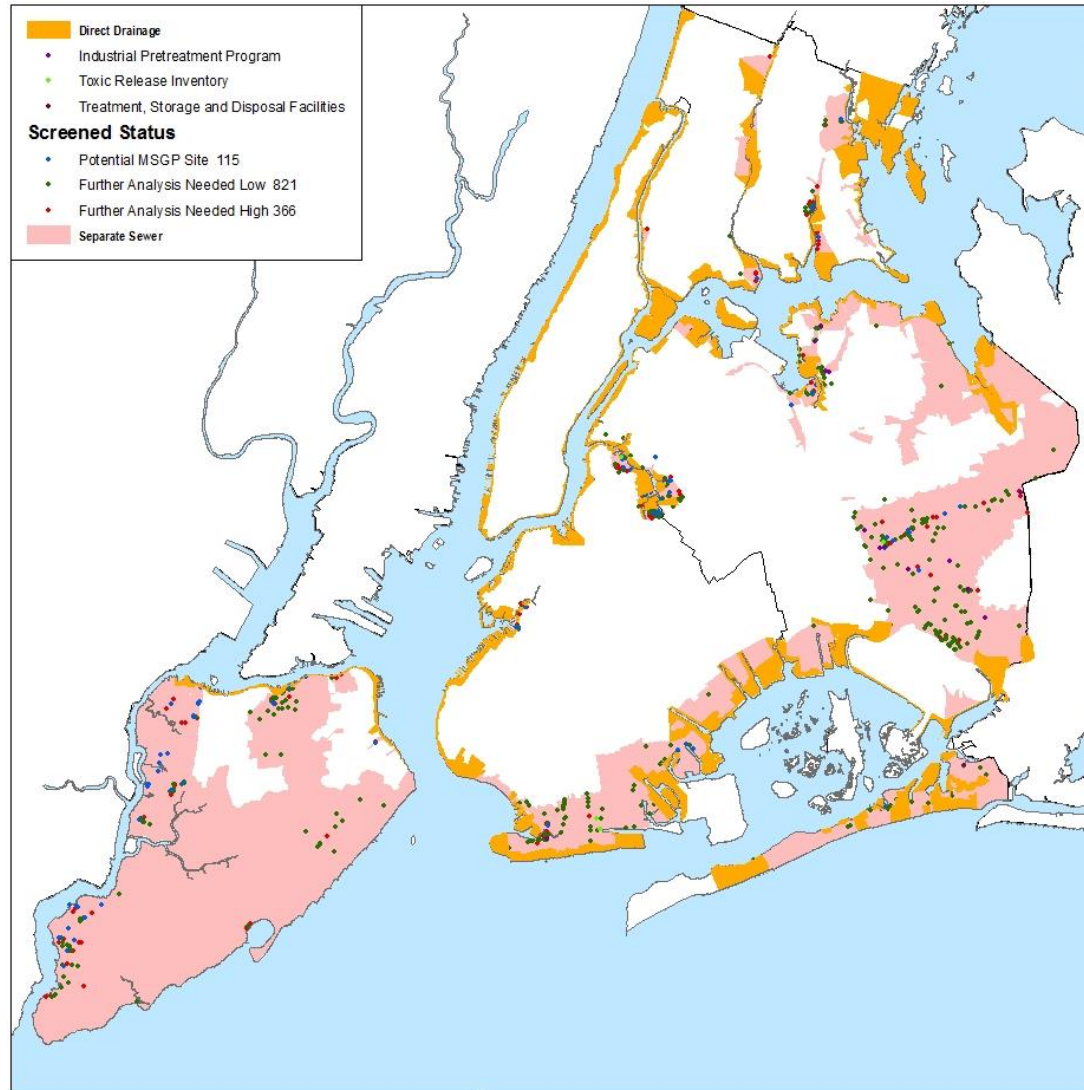 Direct Drainage
Industrial Pretreatment Program
Toxic Release Inventory
Treatment, Storage and Disposal Facilities
Screened Status
Potential MSGP Site 115
Further Analysis Needed Low 821
Further Analysis Needed High 366
Separate Sewer